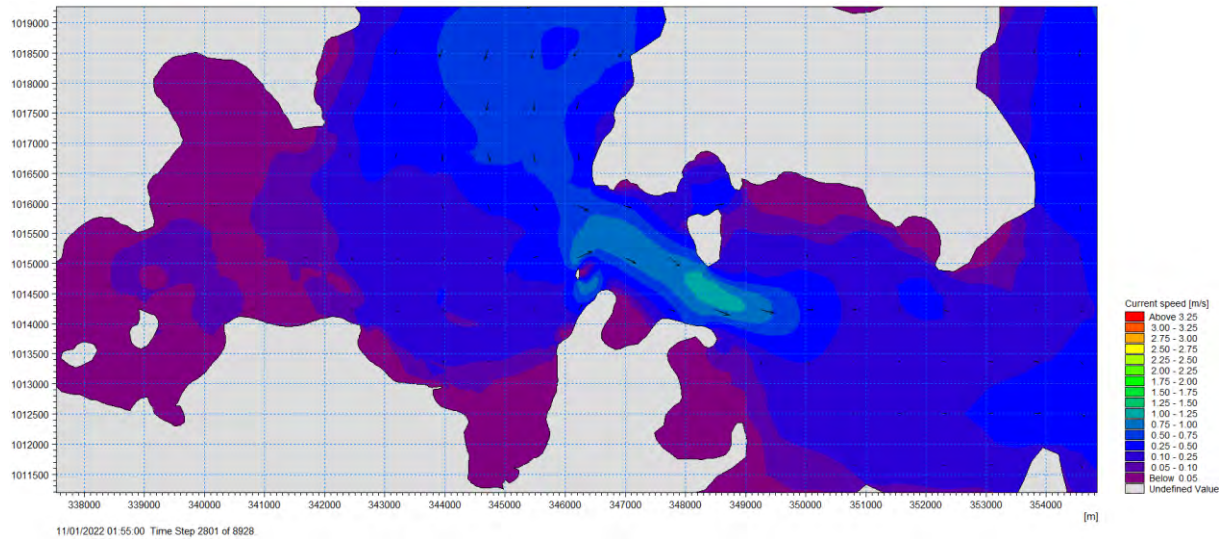 1019000
1018500
1018000
1017500
1017000
1016500
1016000
1015500
1015000
1014500
1014000
1013500
1013000
1012500
1012000
1011500
338000 339000 340000 341000 342000 343000 344000 345000 346000 347000 348000 349000 350000 351000 352000 353000 354000
[m]
Current speed [m/s]
Above 3.25
3.00 - 3.25
2.75 - 3.00
2.50 - 2.75
2.25 - 2.50
2.00 - 2.25
1.75 - 2.00
1.50 - 1.75
1.25 - 1.50
1.00 - 1.25
0.75 - 1.00
0.50 - 0.75
0.25 - 0.50
0.10 - 0.25
0.05 - 0.10
Below 0.05
Undefined Value
11/01/2022 01:55:00 Time Step 2801 of 8928